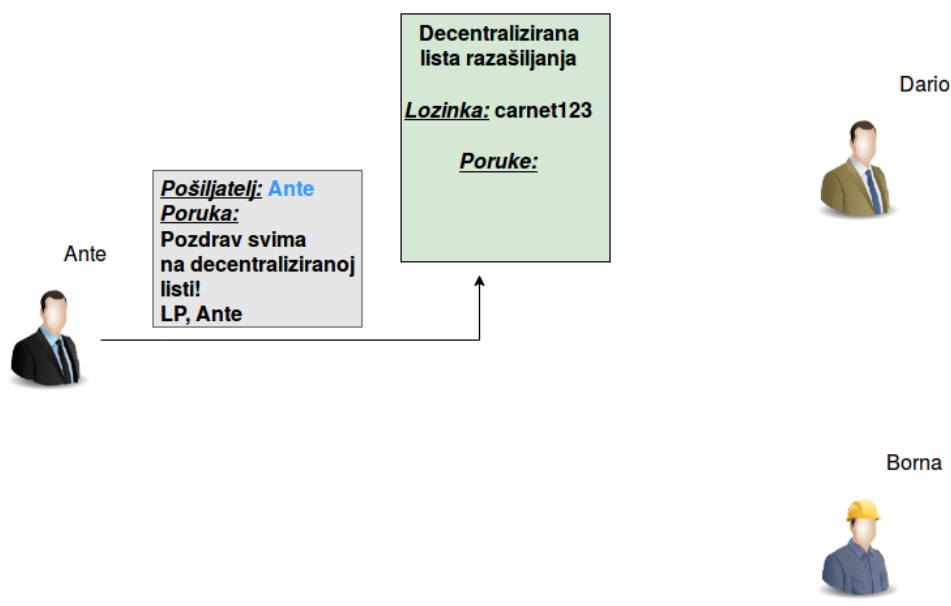 Decentralizirana
lista razašiljanja
Lozinka: carnet123
Poruke:
Dario
Pošiljatelj: Ante
Poruka:
Pozdrav svima
na decentraliziranoj
listi!
LP, Ante
Ante
Borna